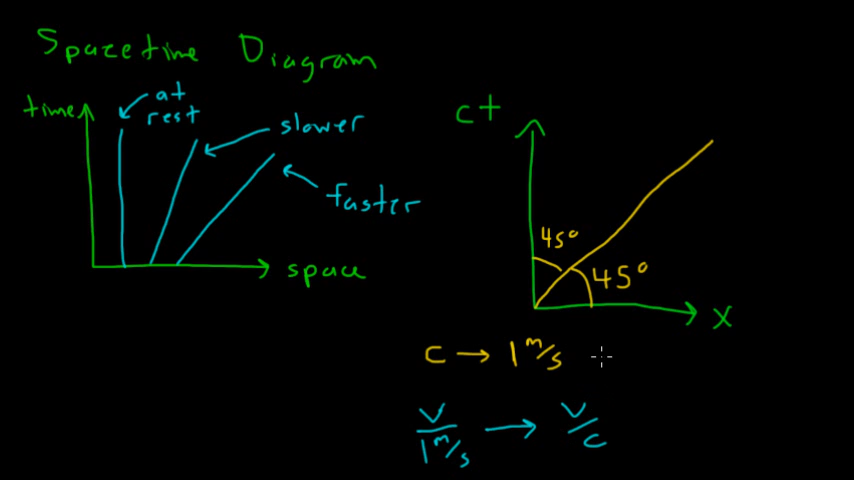 Spacetime Diagram
time
at
rest
slower
faster
space
ct
45°
45°
x
c → 1 m/s
v/1 m/s → v/c